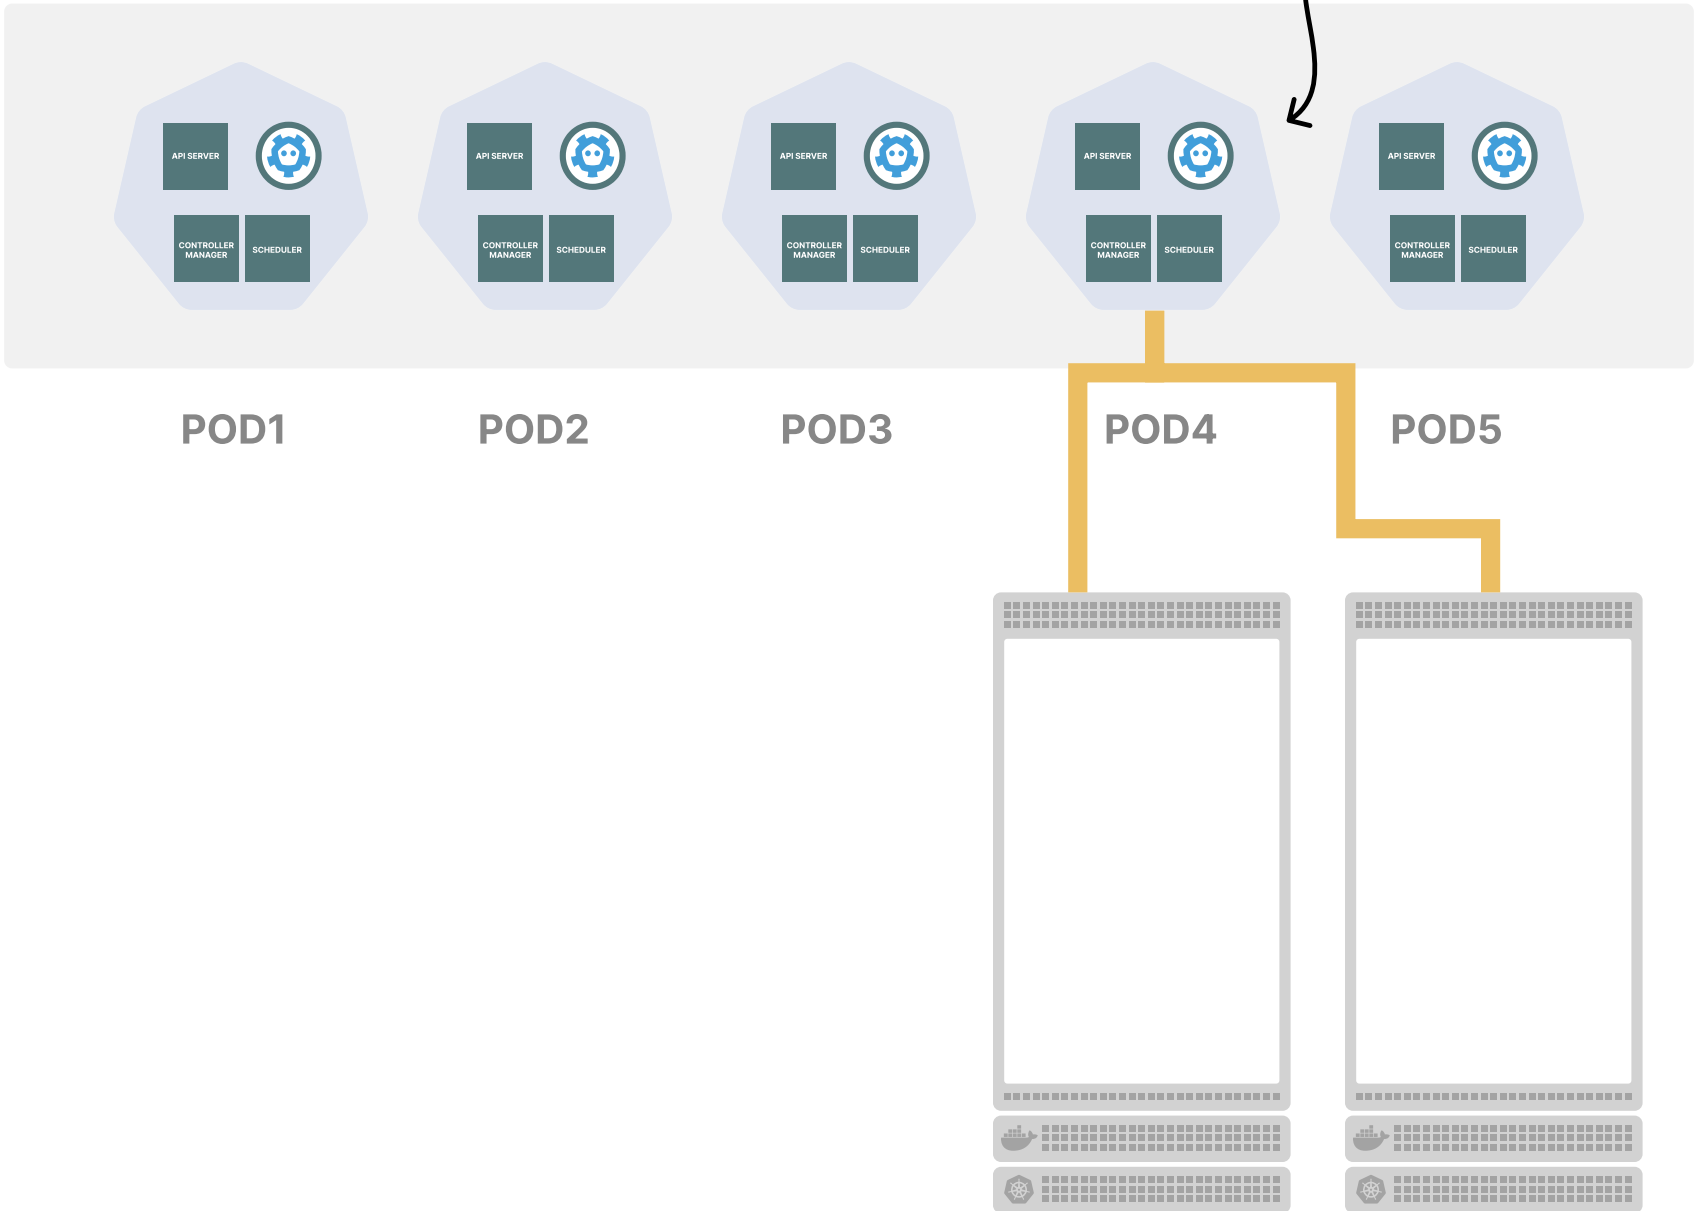 API SERVER
CONTROLLER
MANAGER
SCHEDULER
API SERVER
CONTROLLER
MANAGER
SCHEDULER
API SERVER
CONTROLLER
MANAGER
SCHEDULER
API SERVER
CONTROLLER
MANAGER
SCHEDULER
API SERVER
CONTROLLER
MANAGER
SCHEDULER
POD1
POD2
POD3
POD4
POD5